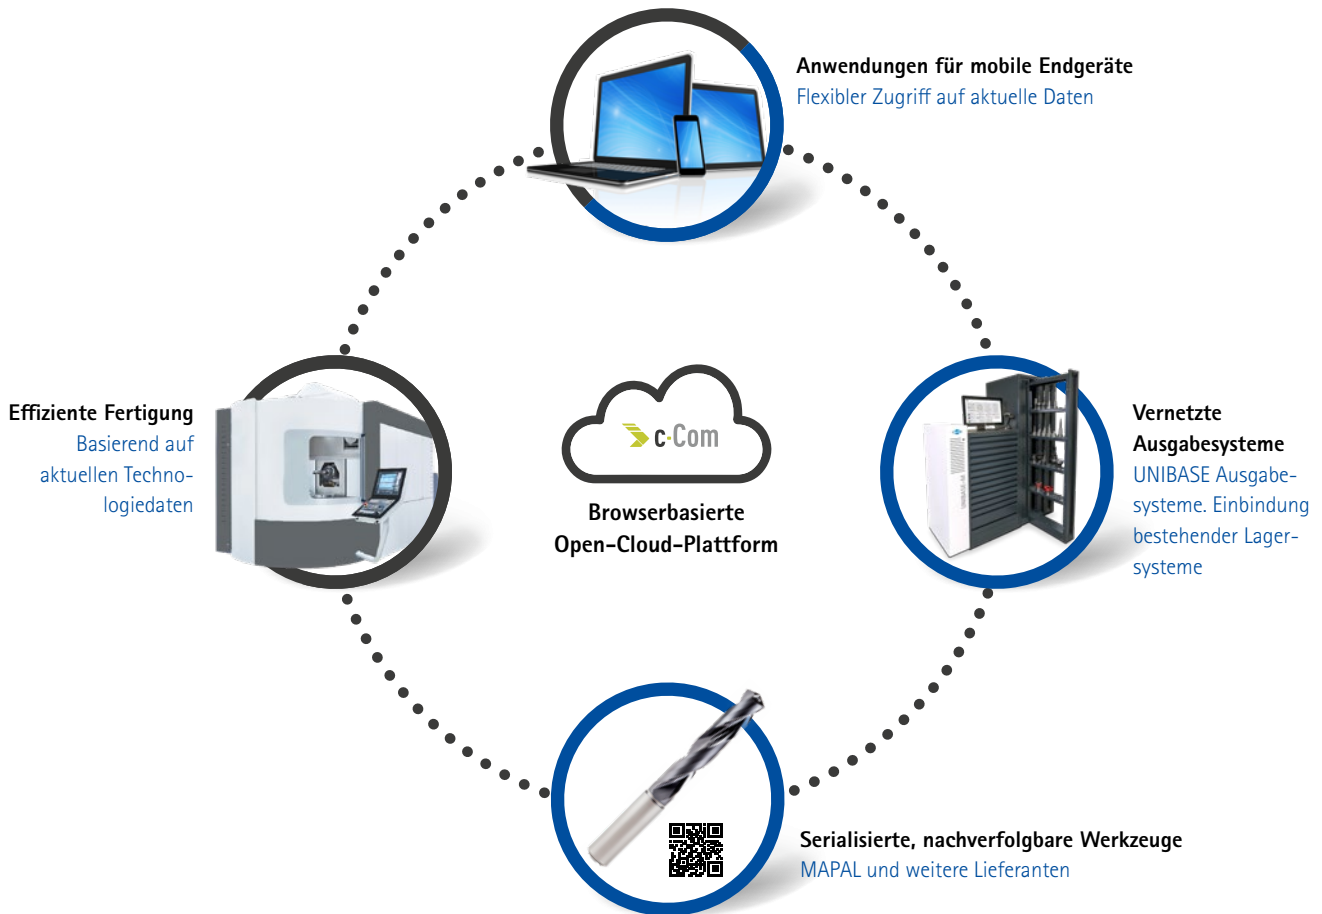 Anwendungen für mobile Endgeräte
Flexibler Zugriff auf aktuelle Daten
Effiziente Fertigung
Basierend auf
aktuellen Techno-
logiedaten
c·Com
Browserbasierte
Open-Cloud-Plattform
UNIBASE-M
Vernetzte
Ausgabesysteme
UNIBASE Ausgabe-
systeme. Einbindung
bestehender Lager-
systeme
Serialisierte, nachverfolgbare Werkzeuge
MAPAL und weitere Lieferanten